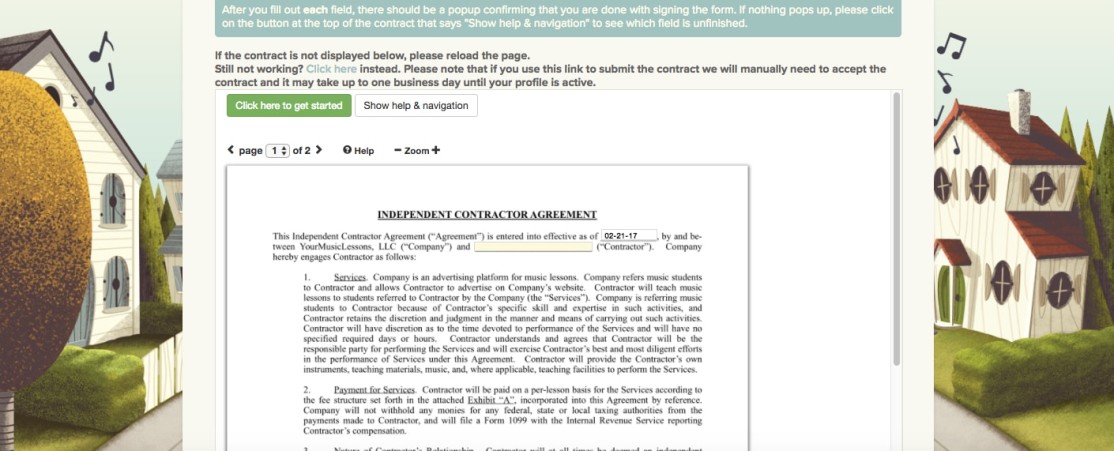 After you fill out each field, there should be a popup confirming that you are done with signing the form. If nothing pops up, please click
on the button at the top of the contract that says "Show help & navigation" to see which field is unfinished.
If the contract is not displayed below, please reload the page.
Still not working? Click here instead. Please note that if you use this link to submit the contract we will manually need to accept the
contract and it may take up to one business day until your profile is active.
Click here to get started Show help & navigation
page 1 of 2 Help Zoom
INDEPENDENT CONTRACTOR AGREEMENT
This Independent Contractor Agreement ("Agreement") is entered into effective as of 02-21-17, by and be-
tween YourMusicLessons, LLC ("Company") and ("Contractor"). Company
hereby engages Contractor as follows:
1. Services. Company is an advertising platform for music lessons. Company refers music students
to Contractor and allows Contractor to advertise on Company's website. Contractor will teach music
lessons to students referred to Contractor by the Company (the "Services"). Company is referring music
students to Contractor because of Contractor's specific skill and expertise in such activities, and
Contractor retains the discretion and judgment in the manner and means of carrying out such activities.
Contractor will have discretion as to the time devoted to performance of the Services and will have no
specified required days or hours. Contractor understands and agrees that Contractor will be the
responsible party for performing the Services and will exercise Contractor's best and most diligent efforts
in the performance of Services under this Agreement. Contractor will provide the Contractor's own
instruments, teaching materials, music, and, where applicable, teaching facilities to perform the Services.
2. Payment for Services. Contractor will be paid on a per-lesson basis for the Services according to
the fee structure set forth in the attached Exhibit "A", incorporated into this Agreement by reference.
Company will not withhold any monies for any federal, state or local taxing authorities from the
payments made to Contractor, and will file a Form 1099 with the Internal Revenue Service reporting
Contractor's compensation.
3. Nature of Contractor's Relationship. Contractor will at all times be deemed an independent